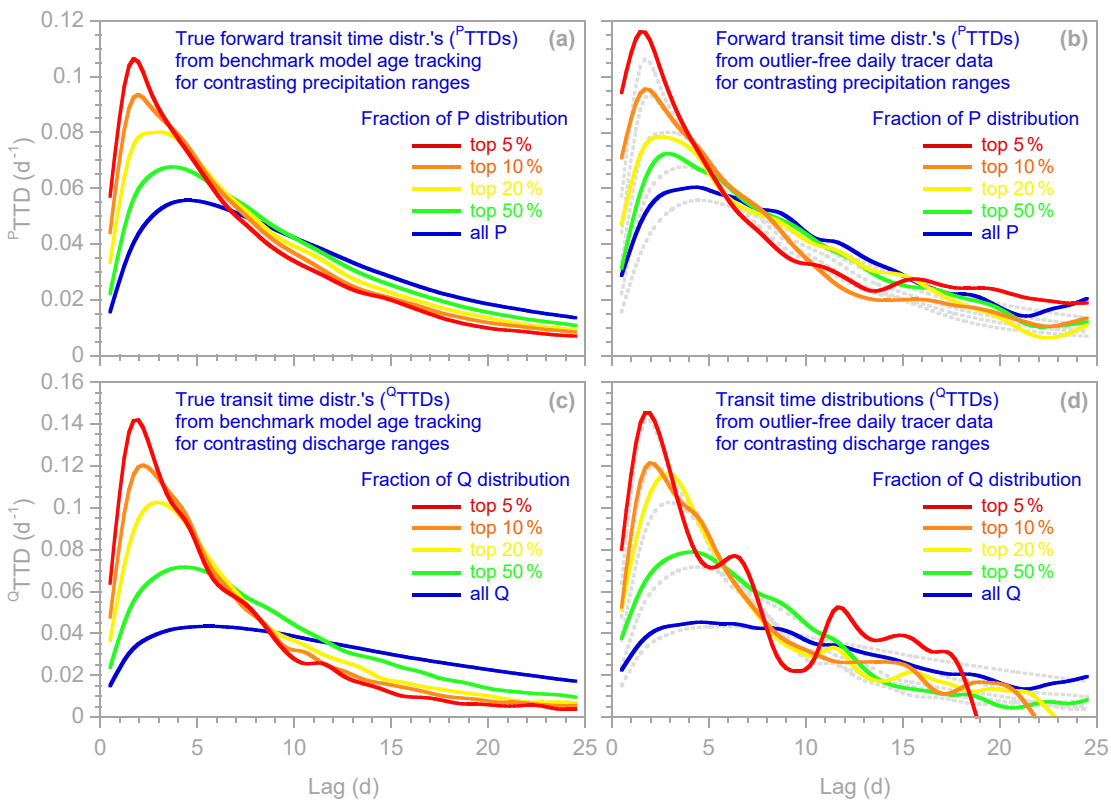 True forward transit time distr.'s (ᴾTTDs) (a)
from benchmark model age tracking
for contrasting precipitation ranges
Fraction of P distribution
top 5 %
top 10 %
top 20 %
top 50 %
all P
ᴾTTD (d⁻¹)
0.12
0.1
0.08
0.06
0.04
0.02
0
Forward transit time distr.'s (ᴾTTDs) (b)
from outlier-free daily tracer data
for contrasting precipitation ranges
Fraction of P distribution
top 5 %
top 10 %
top 20 %
top 50 %
all P
True transit time distr.'s (QTTDs) (c)
from benchmark model age tracking
for contrasting discharge ranges
Fraction of Q distribution
top 5 %
top 10 %
top 20 %
top 50 %
all Q
QTTD (d⁻¹)
0.16
0.14
0.12
0.1
0.08
0.06
0.04
0.02
0
0 5 10 15 20 25
Lag (d)
Transit time distributions (QTTDs) (d)
from outlier-free daily tracer data
for contrasting discharge ranges
Fraction of Q distribution
top 5 %
top 10 %
top 20 %
top 50 %
all Q
0 5 10 15 20 25
Lag (d)